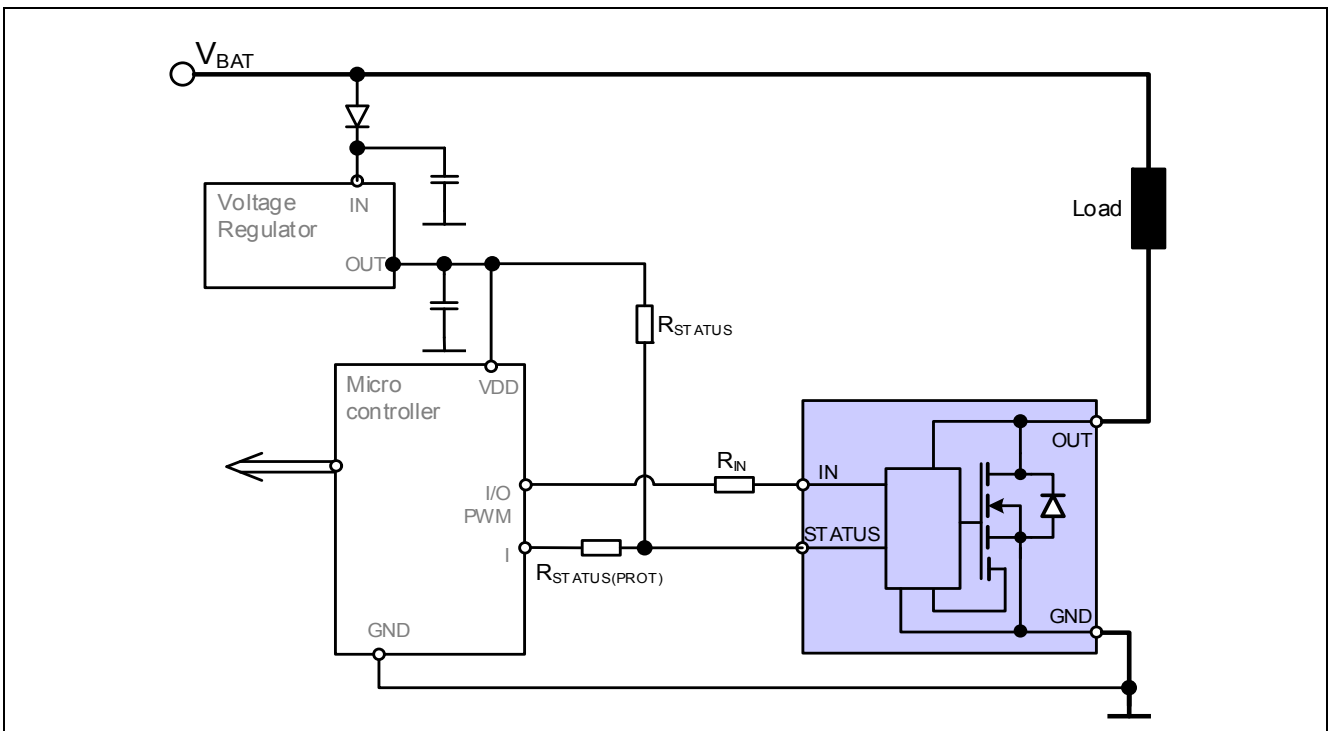 VBAT
Voltage
Regulator
IN
OUT
Load
RSTATUS
Micro
controller
VDD
OUT
RIN
IN
I/O
PWM
STATUS
I
RSTATUS(PROT)
GND
GND